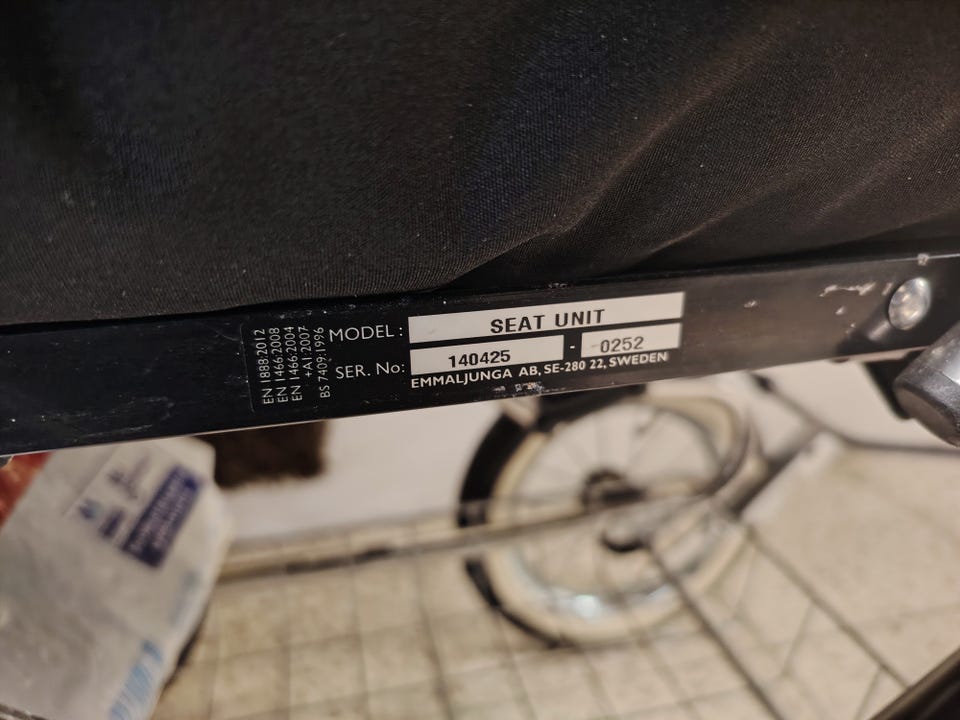 EN 1888:2012
EN 1466:2008
EN 1466:2004
+A1:2007
BS 7409:1996
MODEL : SEAT UNIT
SER. No: 140425 - 0252
EMMALJUNGA AB, SE-280 22, SWEDEN